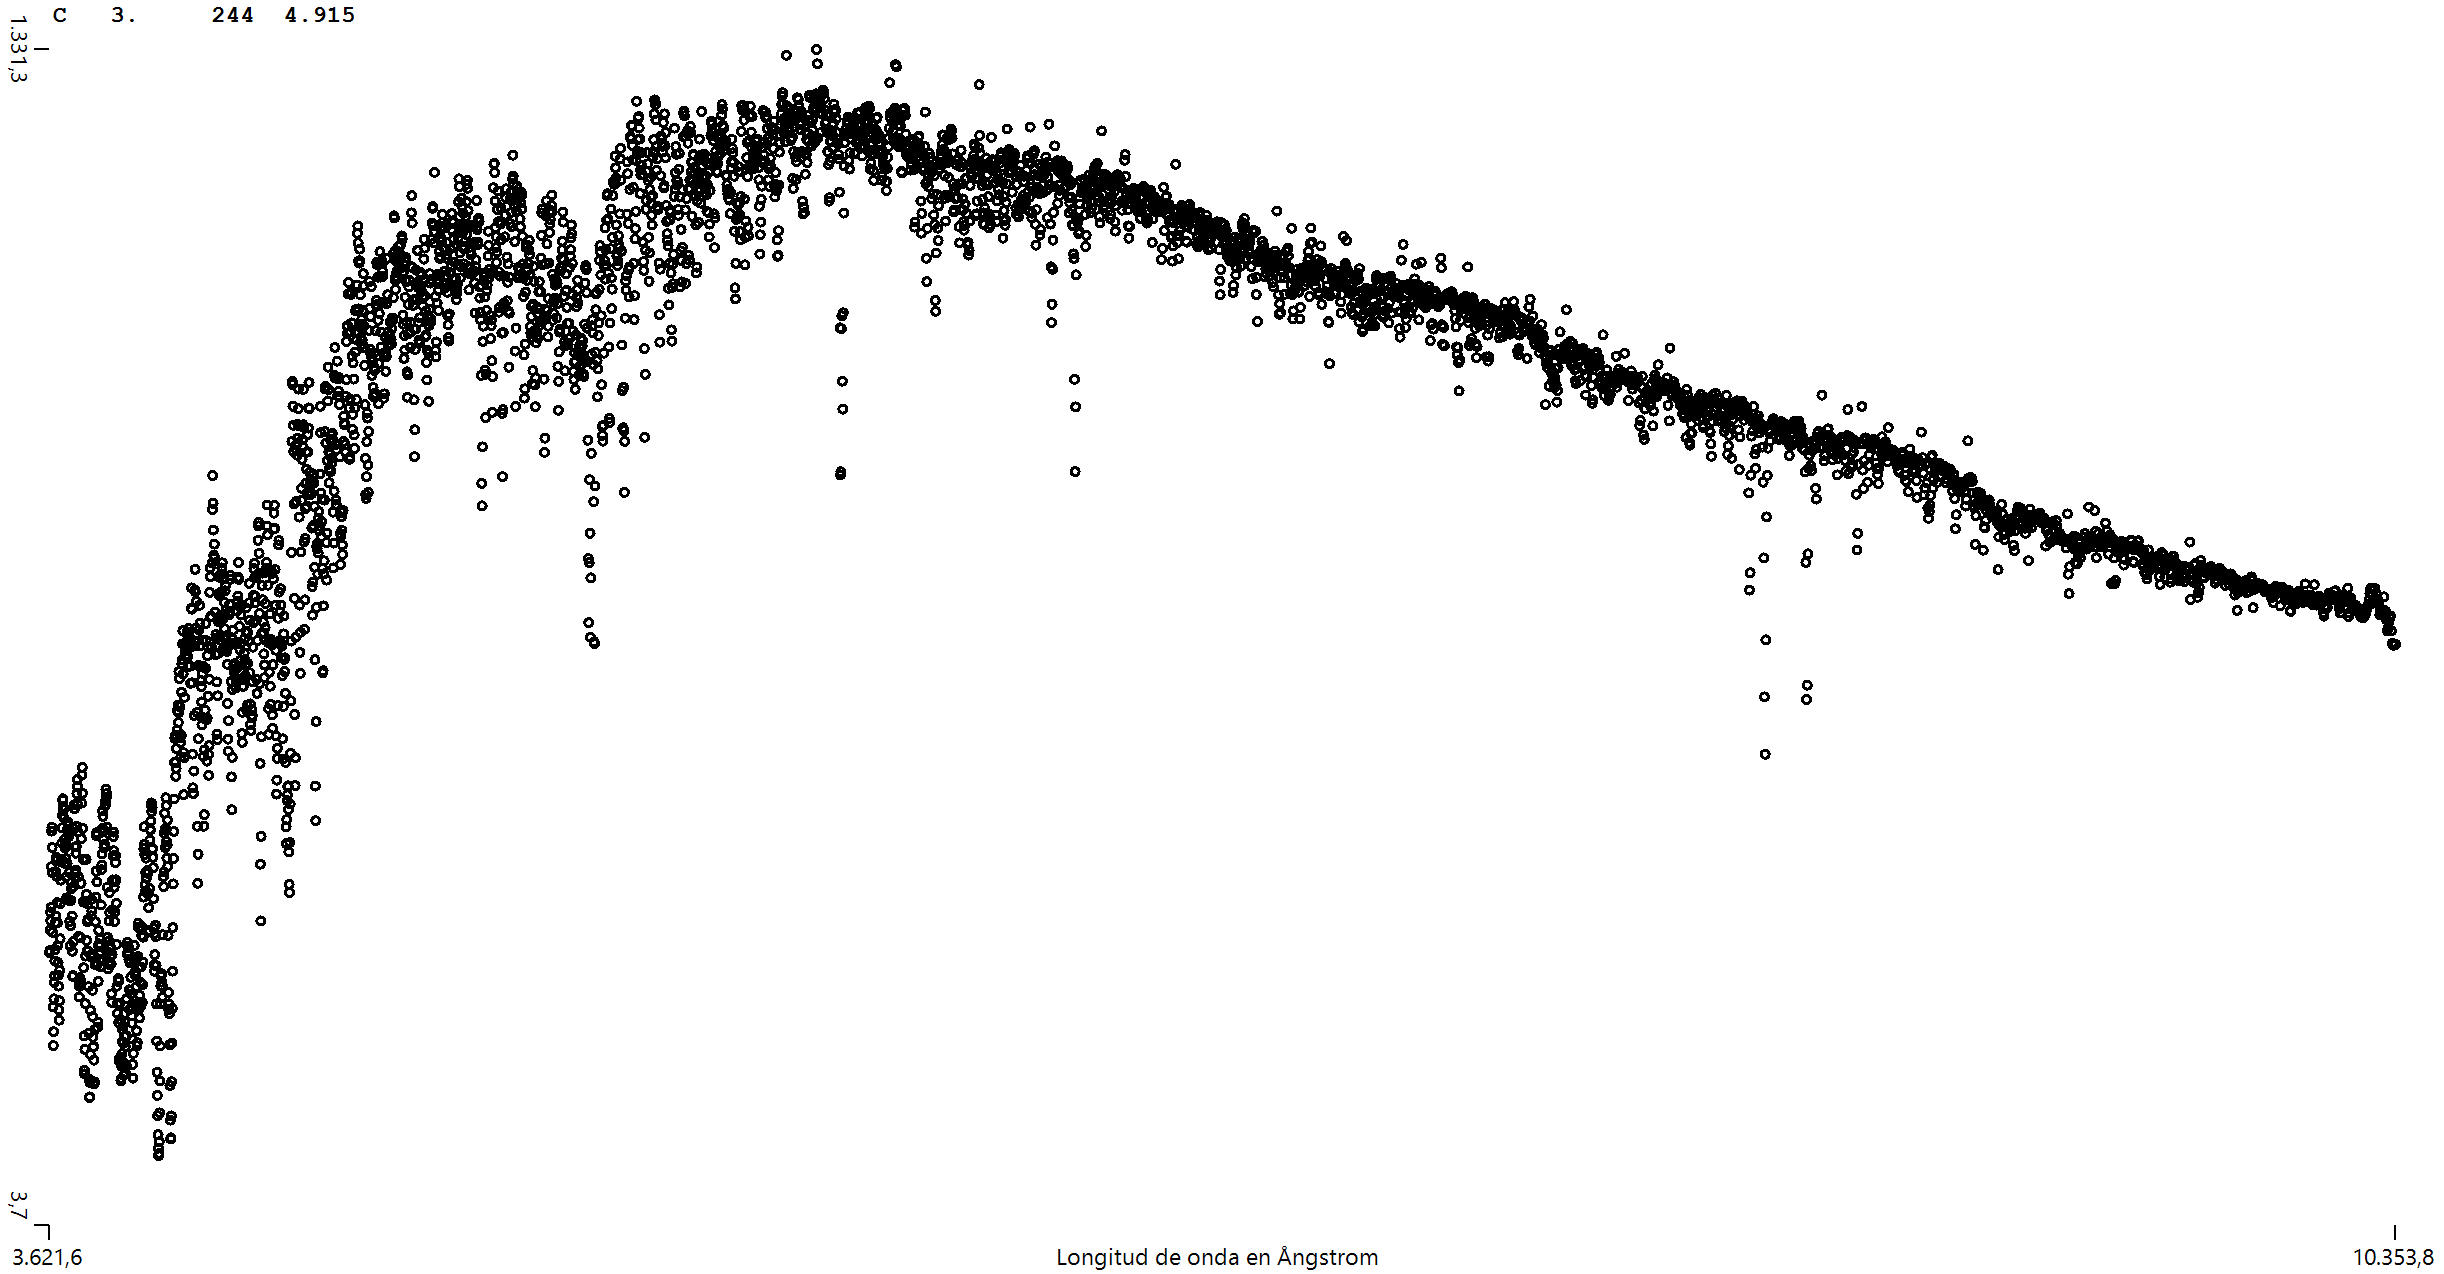 C 3. 244 4.915
1.331,3
3,7
3.621,6
Longitud de onda en Ångstrom
10.353,8